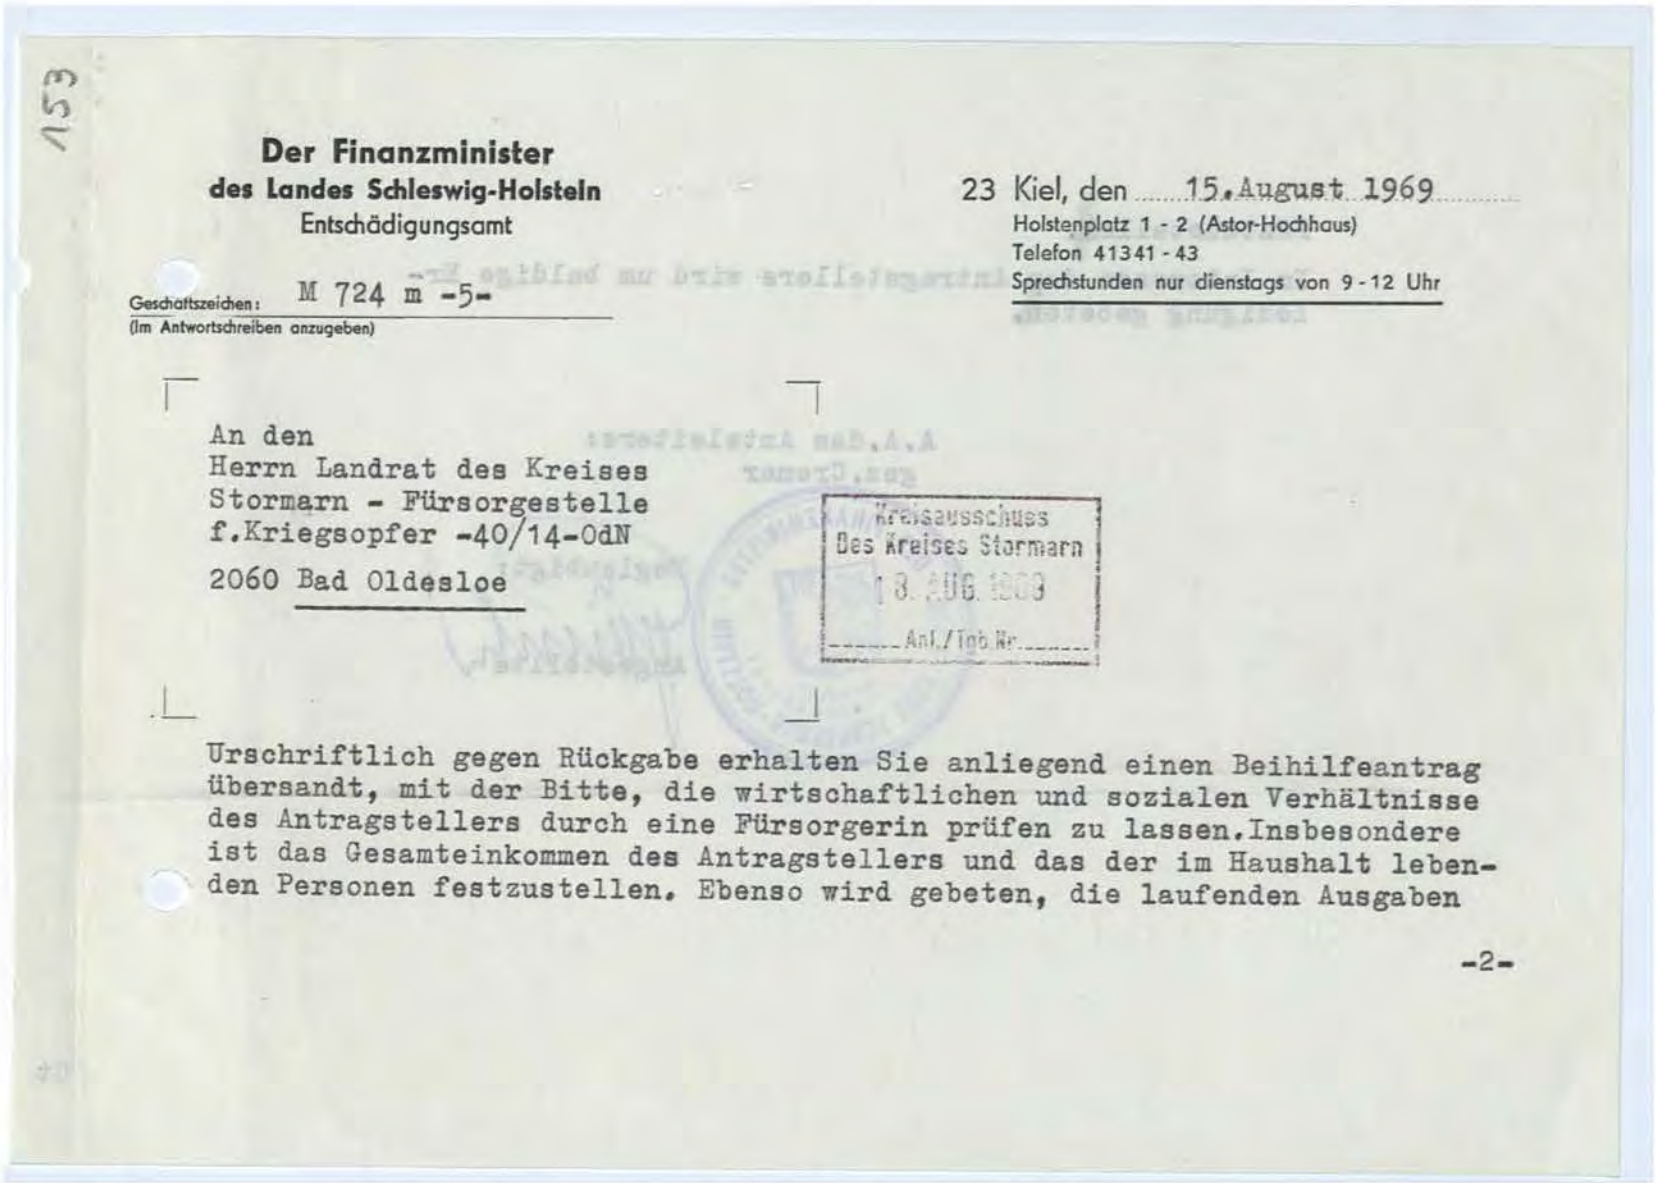 153
Der Finanzminister
des Landes Schleswig-Holstein
Entschädigungsamt
Geschäftszeichen: M 724 m -5-
(Im Antwortschreiben anzugeben)
23 Kiel, den 15.August 1969
Holstenplatz 1 - 2 (Astor-Hochhaus)
Telefon 41341 - 43
Sprechstunden nur dienstags von 9 - 12 Uhr
An den
Herrn Landrat des Kreises
Stormarn - Fürsorgestelle
f.Kriegsopfer -40/14-OdN
2060 Bad Oldesloe
Kreisausschuss
Des Kreises Stormarn
18. AUG. 1969
Anl./Tgb.Nr.
Urschriftlich gegen Rückgabe erhalten Sie anliegend einen Beihilfeantrag
übersandt, mit der Bitte, die wirtschaftlichen und sozialen Verhältnisse
des Antragstellers durch eine Fürsorgerin prüfen zu lassen.Insbesondere
ist das Gesamteinkommen des Antragstellers und das der im Haushalt leben-
den Personen festzustellen. Ebenso wird gebeten, die laufenden Ausgaben
-2-